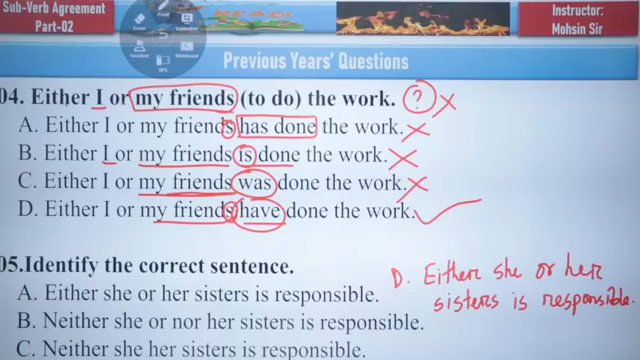 Sub-Verb Agreement
Part-02
Instructor:
Mohsin Sir
Previous Years' Questions
04. Either I or my friends (to do) the work. ?
A. Either I or my friends has done the work.
B. Either I or my friends is done the work.
C. Either I or my friends was done the work.
D. Either I or my friends have done the work.
05.Identify the correct sentence.
A. Either she or her sisters is responsible.
B. Neither she or nor her sisters is responsible.
C. Neither she her sisters is responsible.
D. Either she or her
sisters is responsible.